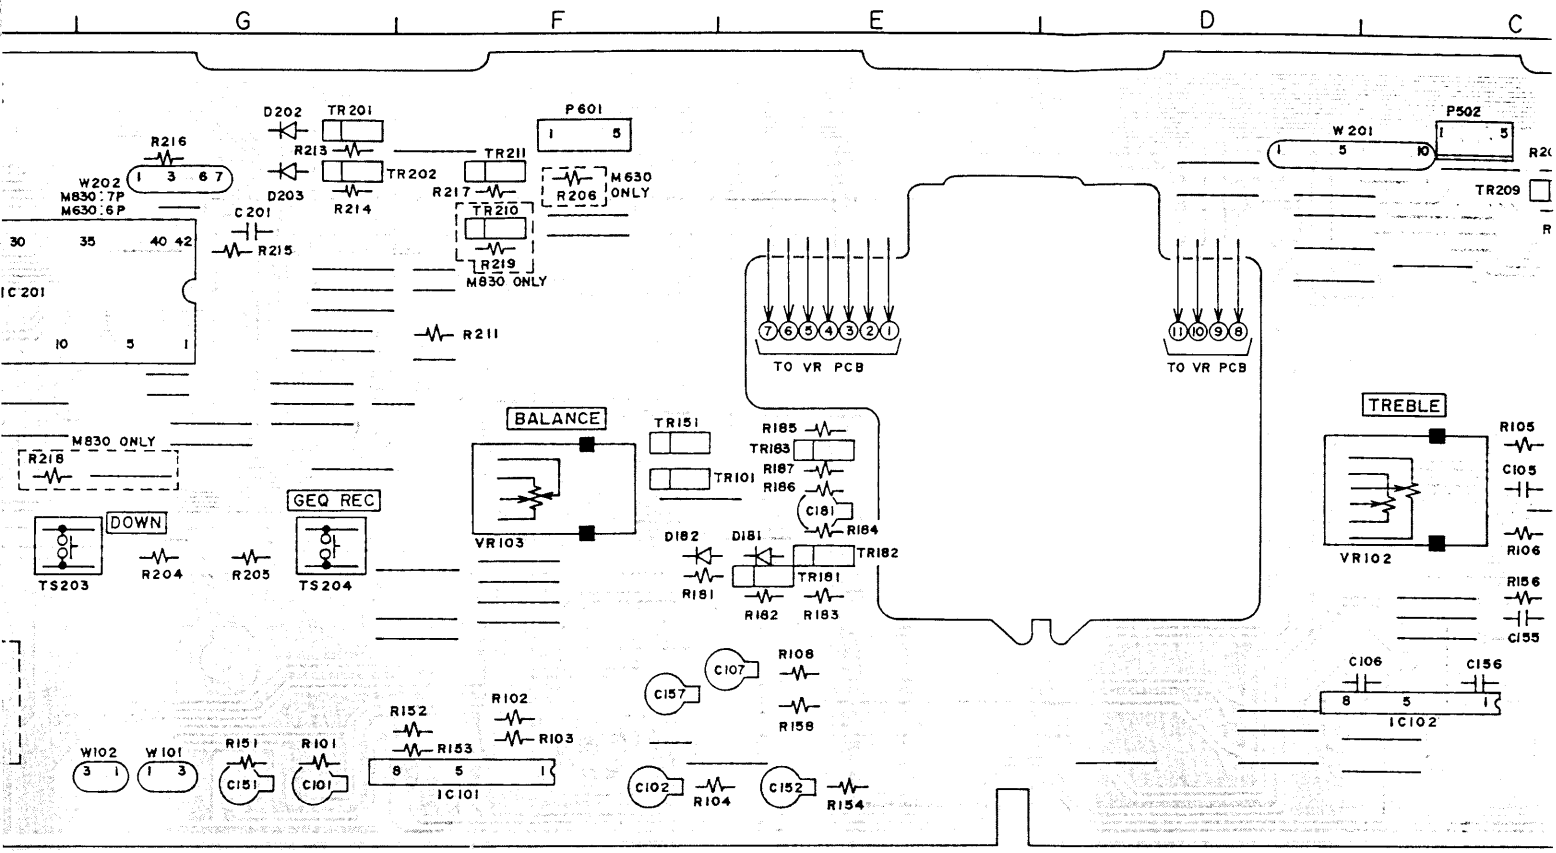 G F E D C
D202 TR201
P601
1 5
P502
1 5
R216
R213
TR211
W201
1 5 10
W202
1 3 6 7
M830:7P
M630:6P
D203
TR202
R214
R217
R206
M630
ONLY
TR209
C201
TR210
R215
R219
M830 ONLY
30 35 40 42
IC201
10 5 1
R211
7 6 5 4 3 2 1
TO VR PCB
11 10 9 8
TO VR PCB
BALANCE
TREBLE
M830 ONLY
R218
TR151
R185
TR183
R105
TR101
R187
R186
C105
GEQ REC
DOWN
C181
R184
VR103
D182 D181
TR182
VR102
R106
TS203
R204
R205
TS204
R181
TR181
R182
R183
R156
C155
R108
C107
C157
C106
C156
8 5 1
IC102
R102
R152
R103
R158
R153
W102
3 1
W101
1 3
R151
R101
C151
C101
8 5 1
IC101
C102
R104
C152
R154